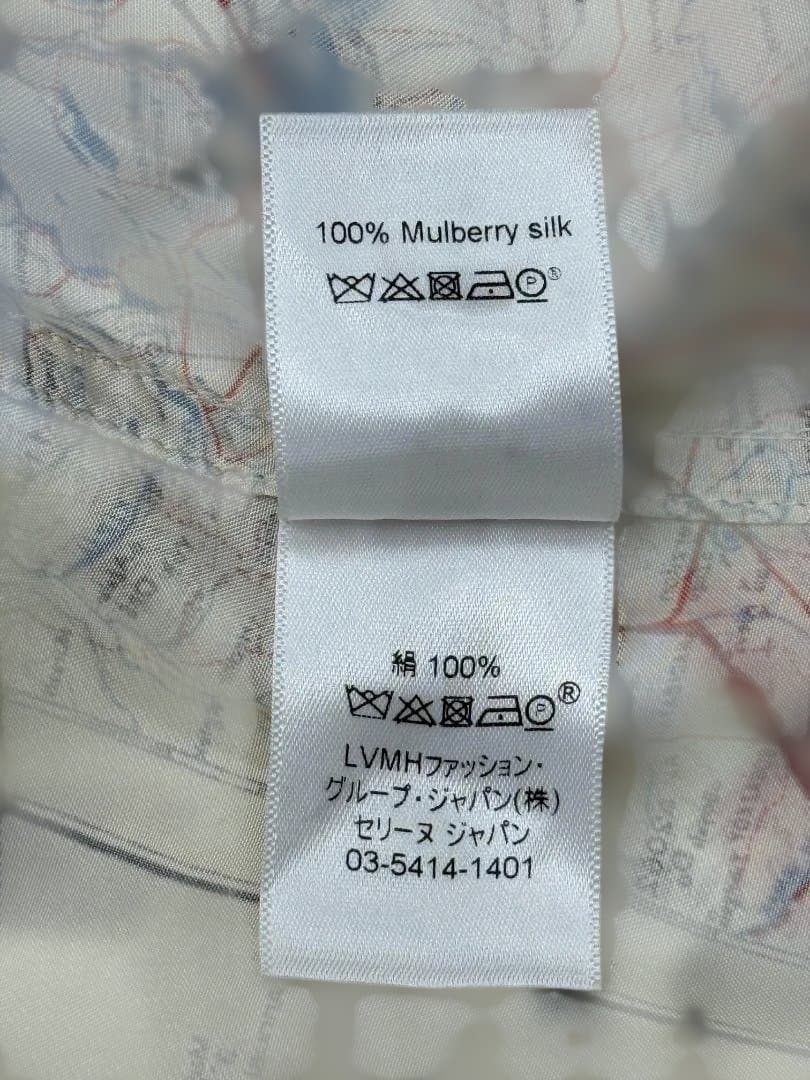 100% Mulberry silk
P®
絹 100%
P®
LVMHファッション・
グループ・ジャパン(株)
セリーヌ ジャパン
03-5414-1401